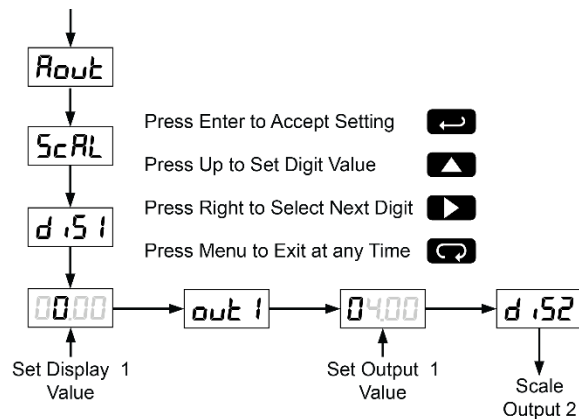 Aout
ScAL
Press Enter to Accept Setting
Press Up to Set Digit Value
diS1
Press Right to Select Next Digit
Press Menu to Exit at any Time
00.00
out 1
04.00
diS2
Set Display 1
Value
Set Output 1
Value
Scale
Output 2